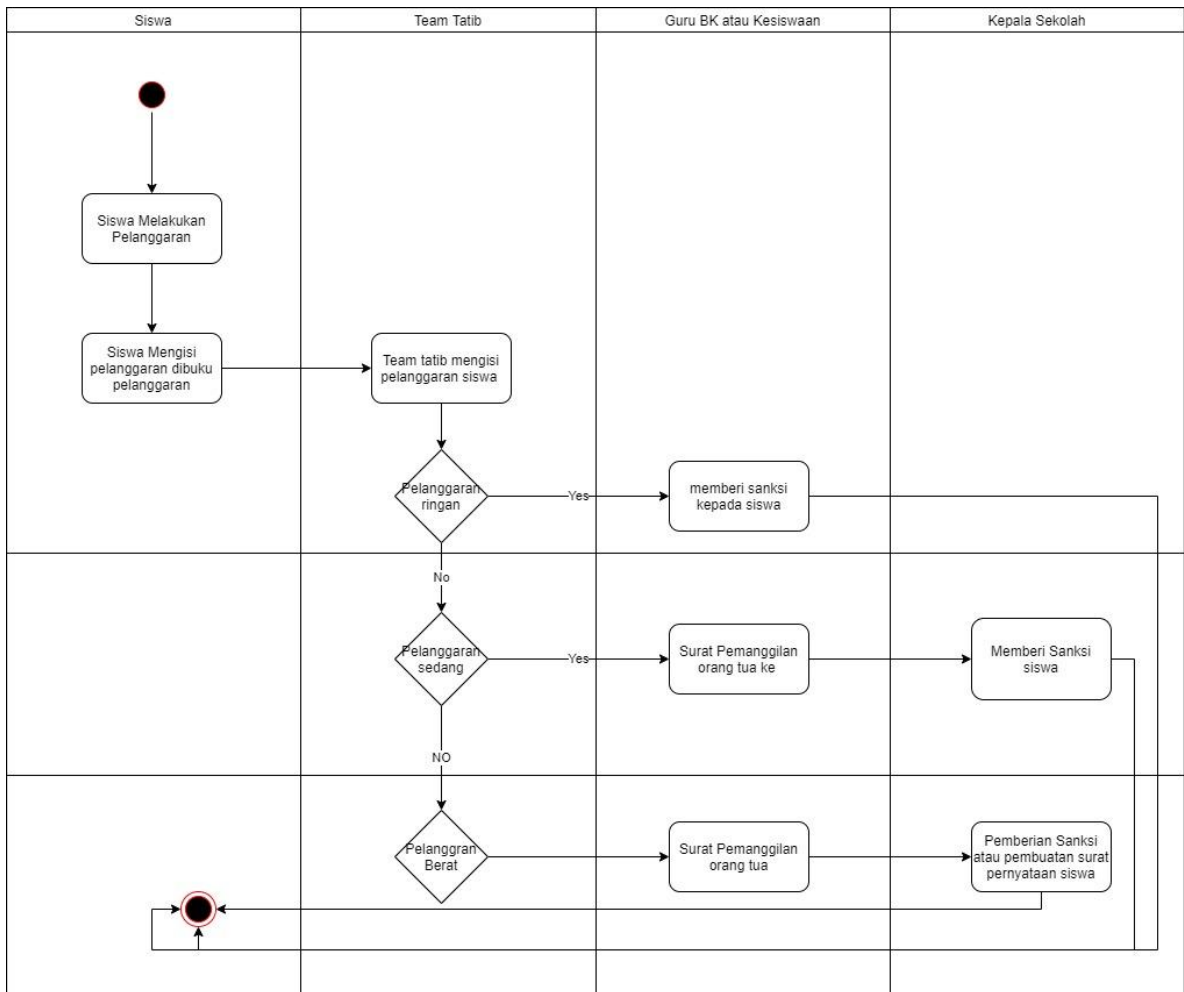 Siswa
Team Tatib
Guru BK atau Kesiswaan
Kepala Sekolah
Siswa Melakukan
Pelanggaran
Siswa Mengisi
pelanggaran dibuku
pelanggaran
Team tatib mengisi
pelanggaran siswa
Pelanggaran
ringan
Yes
memberi sanksi
kepada siswa
No
Pelanggaran
sedang
Yes
Surat Pemanggilan
orang tua ke
Memberi Sanksi
siswa
NO
Pelanggran
Berat
Surat Pemanggilan
orang tua
Pemberian Sanksi
atau pembuatan surat
pernyataan siswa